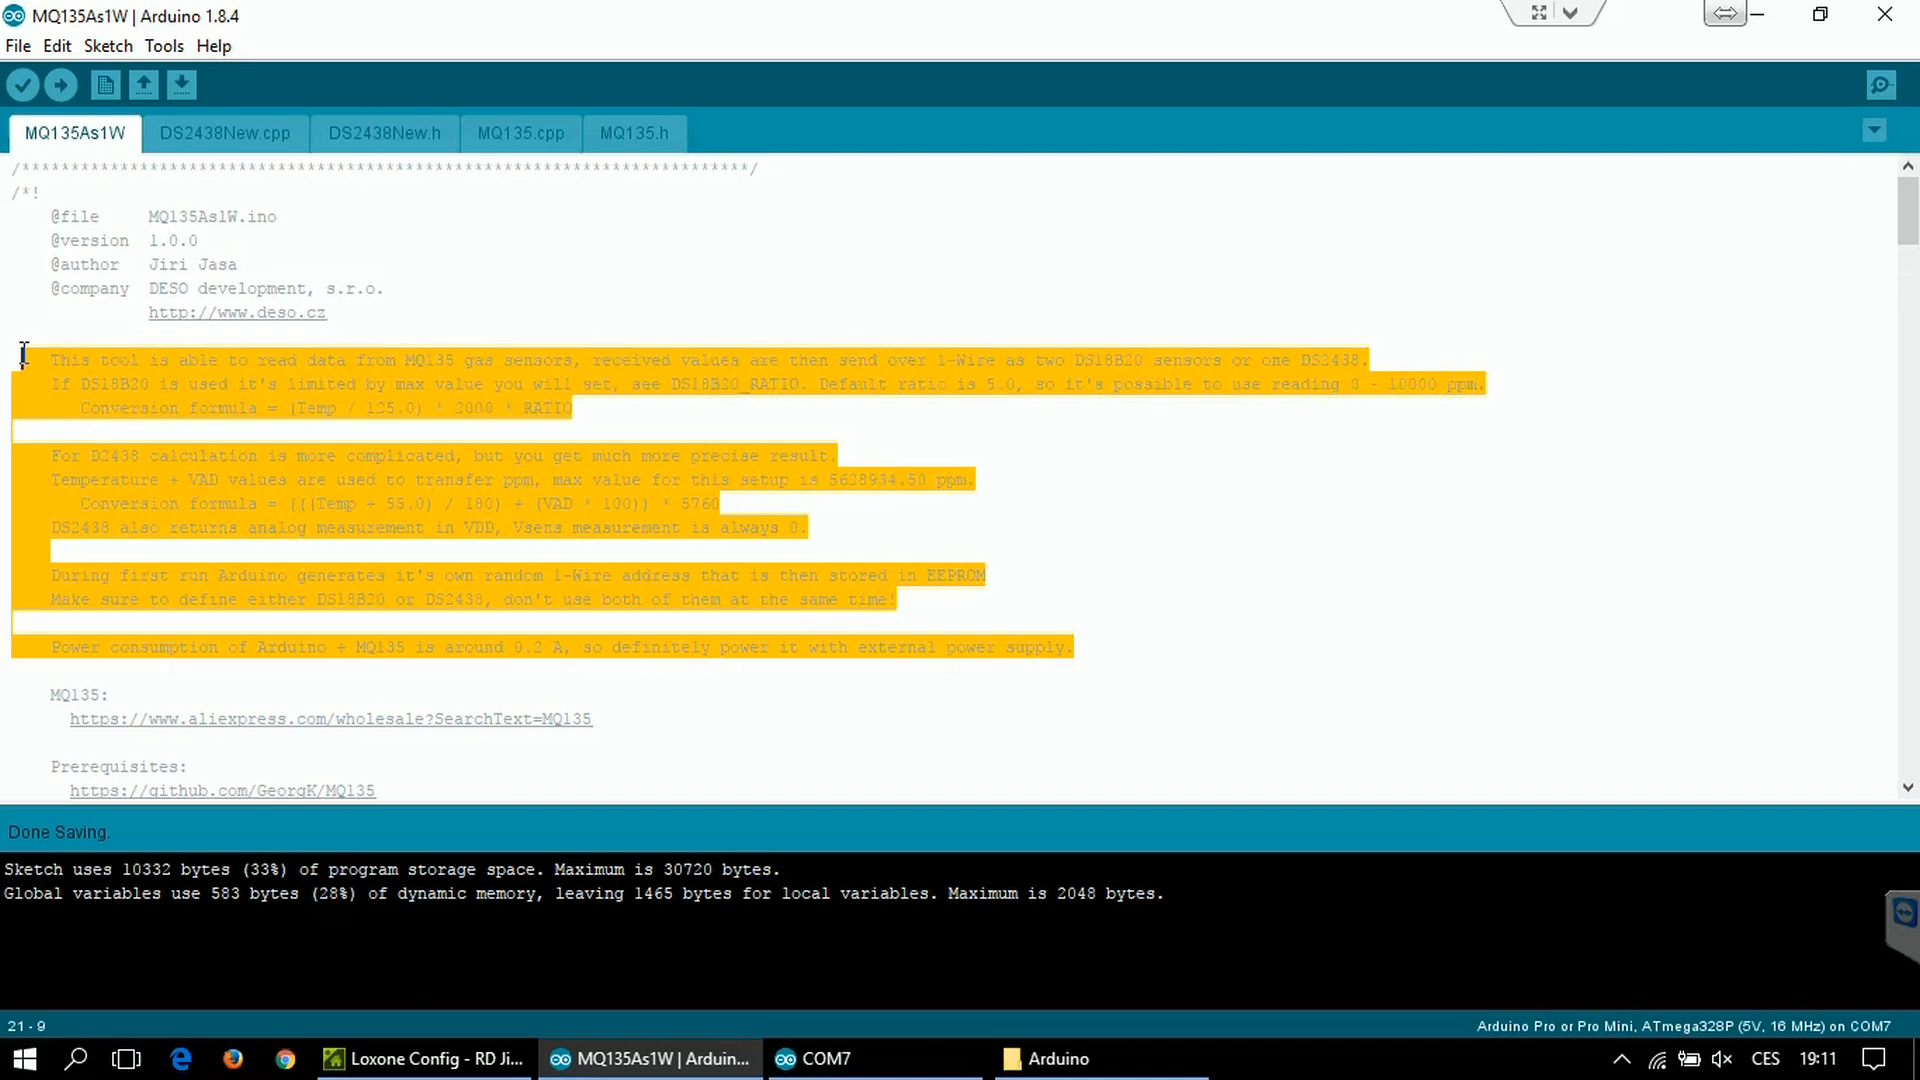 MQ135As1W | Arduino 1.8.4
File Edit Sketch Tools Help
MQ135As1W DS2438New.cpp DS2438New.h MQ135.cpp MQ135.h
/**************************************************************************/
/*!
@file MQ135As1W.ino
@version 1.0.0
@author Jiri Jasa
@company DESO development, s.r.o.
http://www.deso.cz
This tool is able to read data from MQ135 gas sensors, received values are then send over 1-Wire as two DS18B20 sensors or one DS2438.
If DS18B20 is used it's limited by max value you will set, see DS18B20_RATIO. Default ratio is 5.0, so it's possible to use reading 0 - 10000 ppm.
Conversion formula = (Temp / 125.0) * 2000 * RATIO
For D2438 calculation is more complicated, but you get much more precise result.
Temperature + VAD values are used to transfer ppm, max value for this setup is 5628934.50 ppm.
Conversion formula = (((Temp + 55.0) / 180) + (VAD * 100)) * 5760
DS2438 also returns analog measurement in VDD, Vsens measurement is always 0.
During first run Arduino generates it's own random 1-Wire address that is then stored in EEPROM
Make sure to define either DS18B20 or DS2438, don't use both of them at the same time!
Power consumption of Arduino + MQ135 is around 0.2 A, so definitely power it with external power supply.
MQ135:
https://www.aliexpress.com/wholesale?SearchText=MQ135
Prerequisites:
https://github.com/GeorgK/MQ135
Done Saving.
Sketch uses 10332 bytes (33%) of program storage space. Maximum is 30720 bytes.
Global variables use 583 bytes (28%) of dynamic memory, leaving 1465 bytes for local variables. Maximum is 2048 bytes.
21 - 9 Arduino Pro or Pro Mini, ATmega328P (5V, 16 MHz) on COM7
Loxone Config - RD Ji... MQ135As1W | Arduin... COM7 Arduino CES 19:11